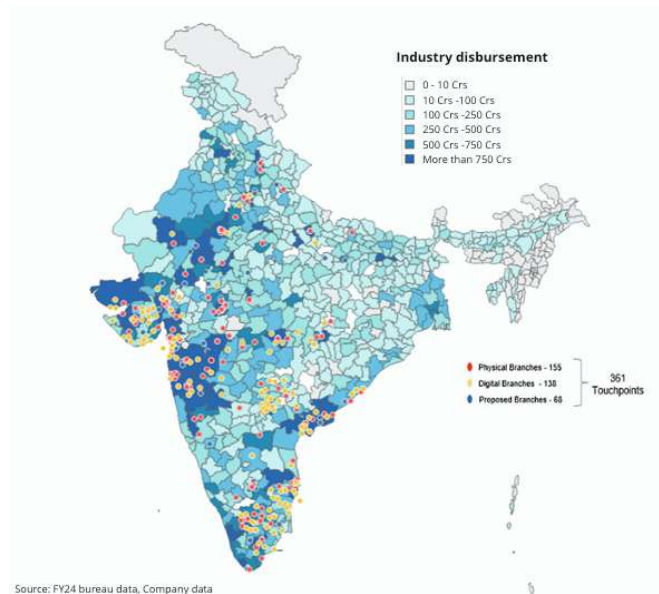 Industry disbursement
0 - 10 Crs
10 Crs -100 Crs
100 Crs -250 Crs
250 Crs -500 Crs
500 Crs -750 Crs
More than 750 Crs
Physical Branches - 155
Digital Branches - 138
Proposed Branches - 68
361
Touchpoints
Source: FY24 bureau data, Company data